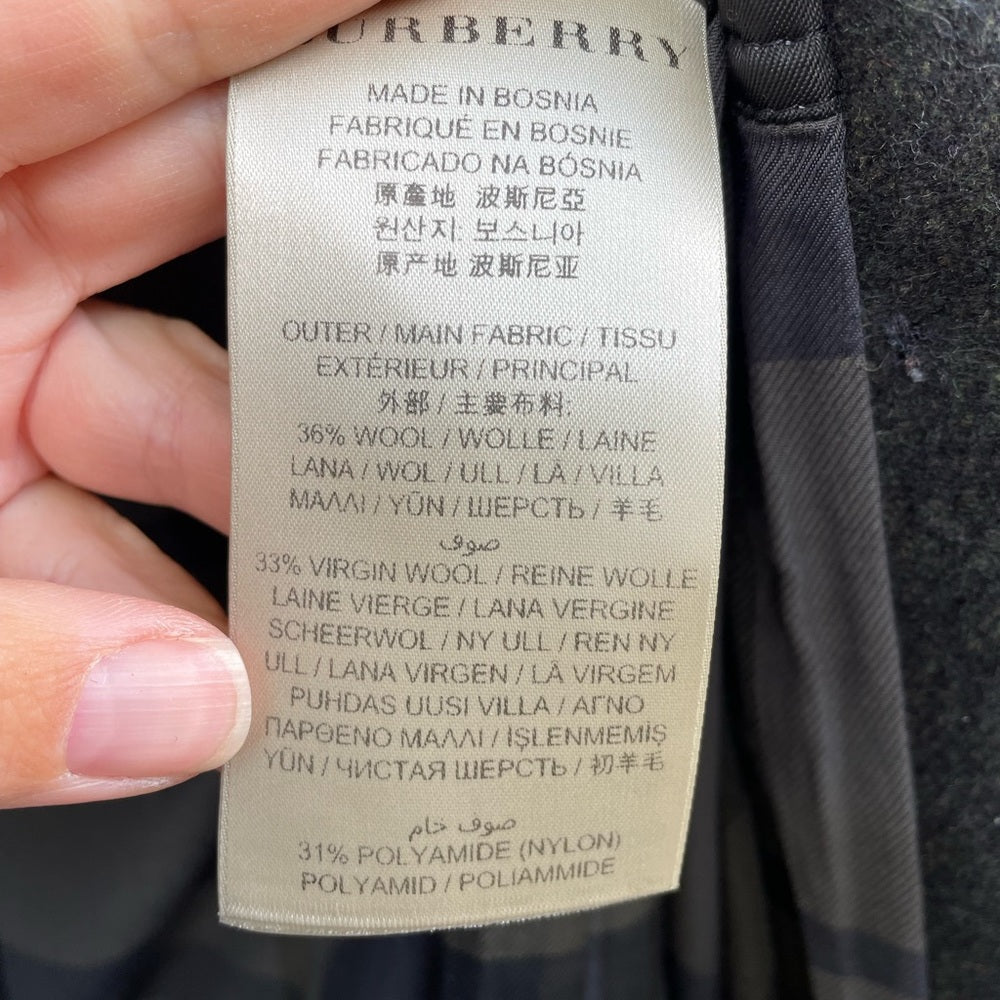 BURBERRY
MADE IN BOSNIA
FABRIQUÉ EN BOSNIE
FABRICADO NA BÓSNIA
原產地 波斯尼亞
원산지 보스니아
原产地 波斯尼亚
OUTER / MAIN FABRIC / TISSU
EXTÉRIEUR / PRINCIPAL
外部 / 主要布料:
36% WOOL / WOLLE / LAINE
LANA / WOL / ULL / LÀ / VILLA
ΜΑΛΛΙ / YÜN / ШЕРСТЬ / 羊毛
صوف
33% VIRGIN WOOL / REINE WOLLE
LAINE VIERGE / LANA VERGINE
SCHEERWOL / NY ULL / REN NY
ULL / LANA VIRGEN / LÀ VIRGEM
PUHDAS UUSI VILLA / ΑΓΝΟ
ΠΑΡΘΕΝΟ ΜΑΛΛΙ / İŞLENMEMİŞ
YÜN / ЧИСТАЯ ШЕРСТЬ / 初羊毛
صوف خام
31% POLYAMIDE (NYLON)
POLYAMID / POLIAMMIDE